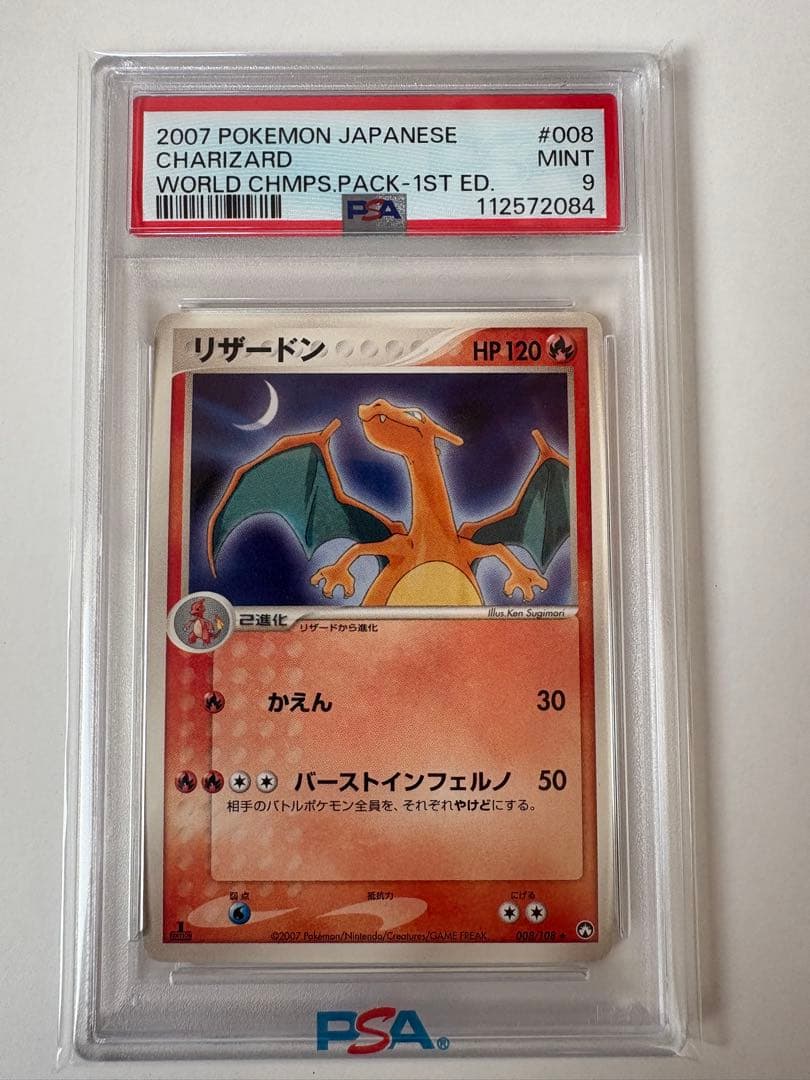 2007 POKEMON JAPANESE #008
CHARIZARD MINT
WORLD CHMPS.PACK-1ST ED. 9
PSA 112572084
リザードン HP 120
Illus. Ken Sugimori
2進化 リザードから進化
かえん 30
バーストインフェルノ 50
相手のバトルポケモン全員を、それぞれやけどにする。
弱点 抵抗力 にげる
1 EDITION
©2007 Pokémon/Nintendo/Creatures/GAME FREAK. 008/108 ★
PSA®